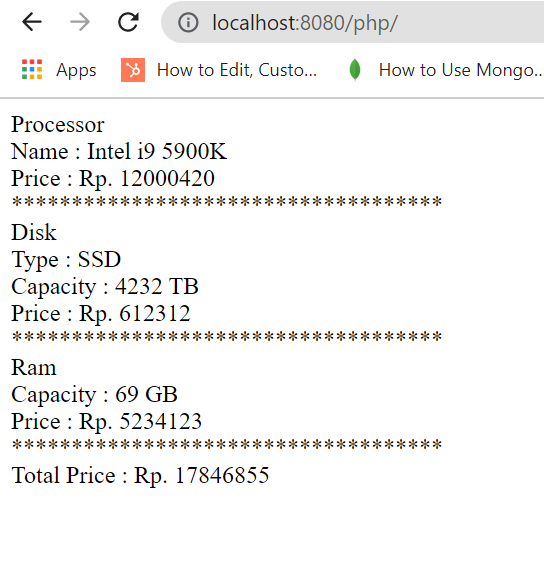 localhost:8080/php/
Apps How to Edit, Custo... How to Use Mongo...
Processor
Name : Intel i9 5900K
Price : Rp. 12000420
************************************
Disk
Type : SSD
Capacity : 4232 TB
Price : Rp. 612312
************************************
Ram
Capacity : 69 GB
Price : Rp. 5234123
************************************
Total Price : Rp. 17846855